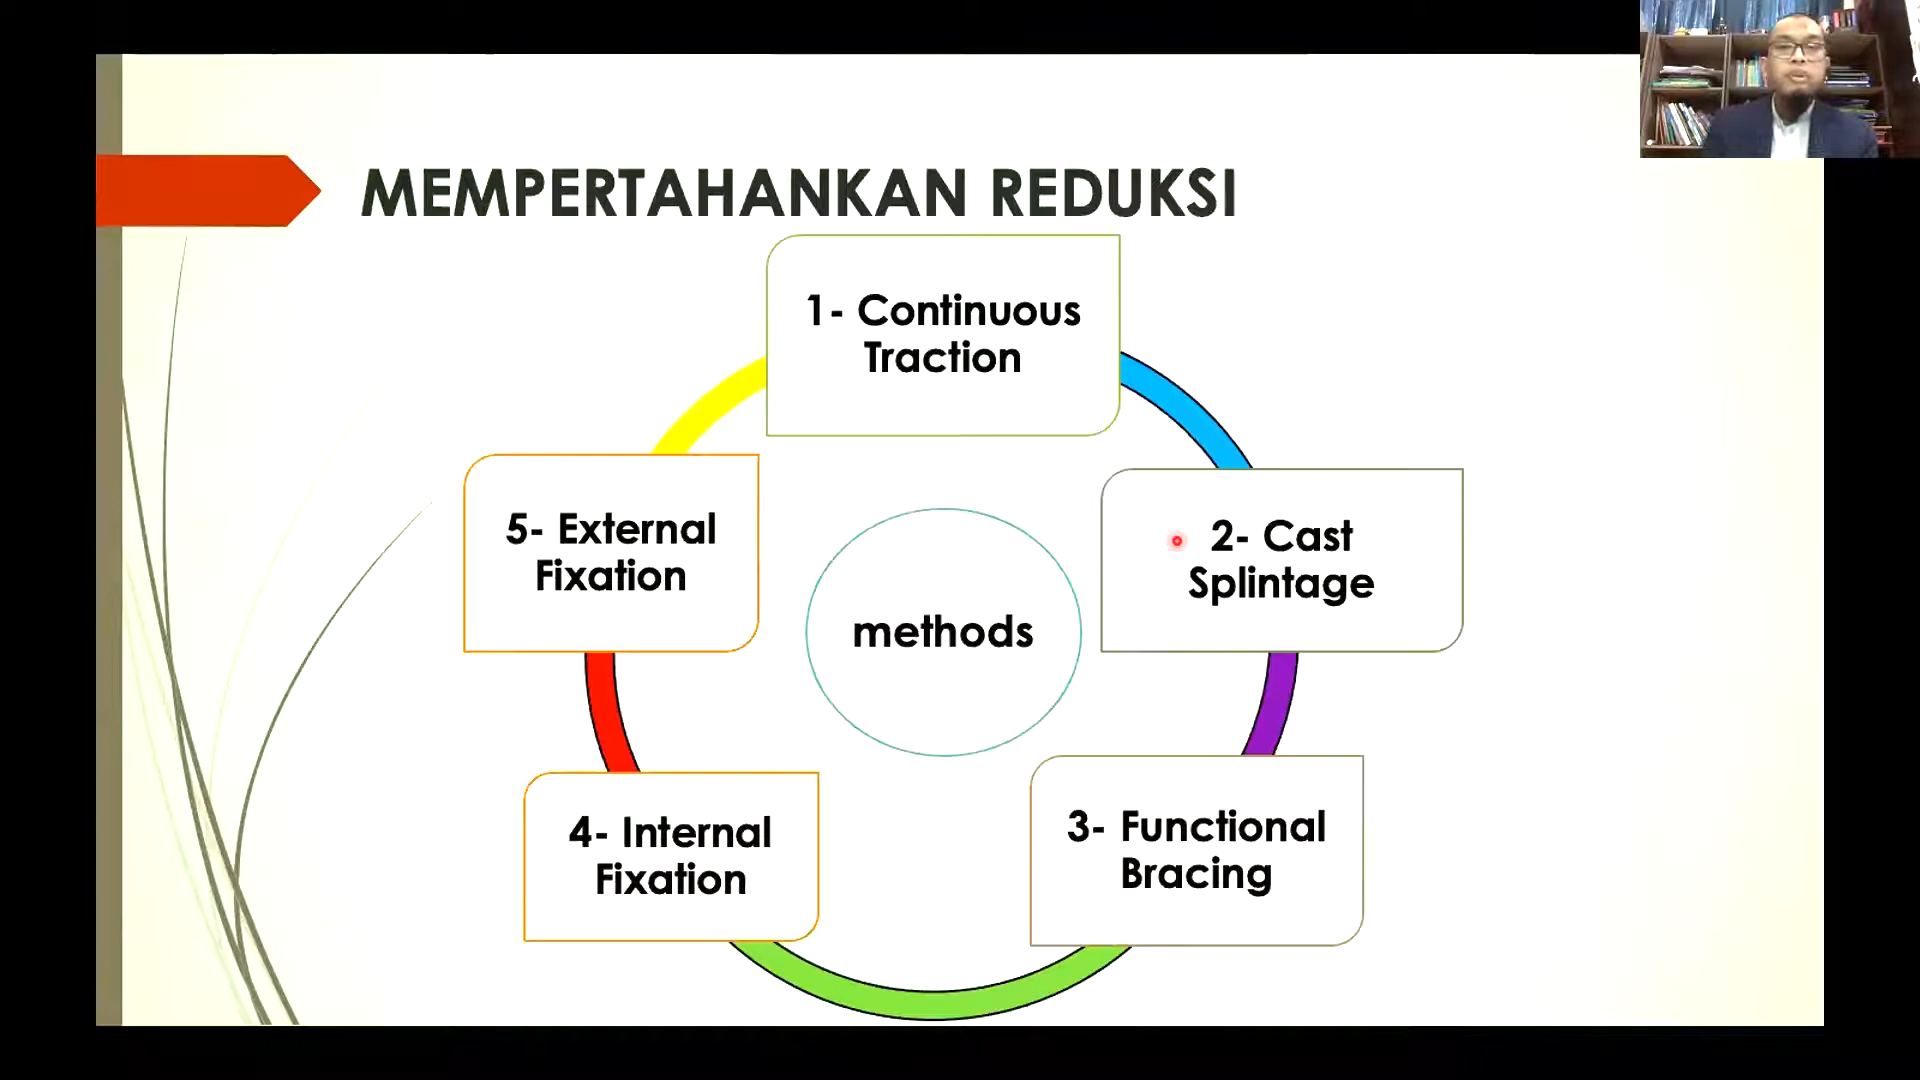 MEMPERTAHANKAN REDUKSI
1- Continuous
Traction
2- Cast
Splintage
3- Functional
Bracing
4- Internal
Fixation
5- External
Fixation
methods